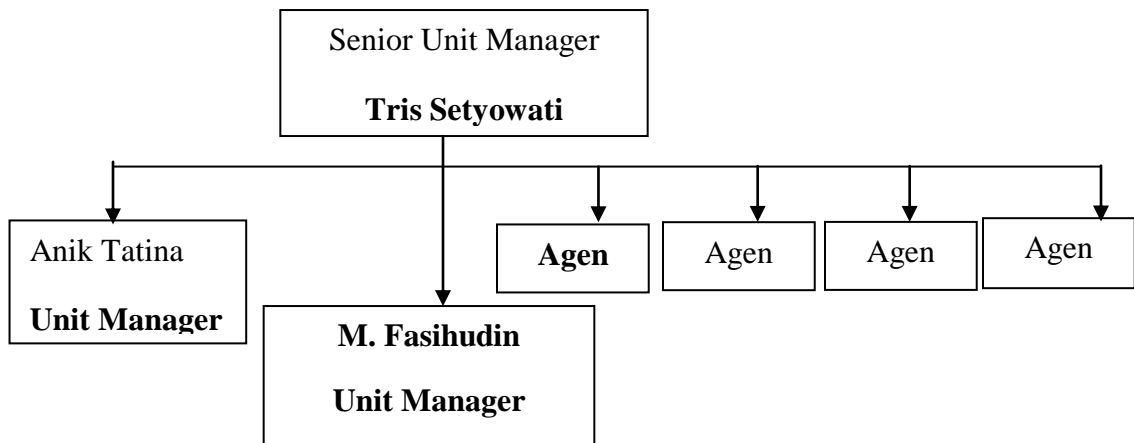 Senior Unit Manager
Tris Setyowati
Anik Tatina
Unit Manager
M. Fasihudin
Unit Manager
Agen
Agen
Agen
Agen